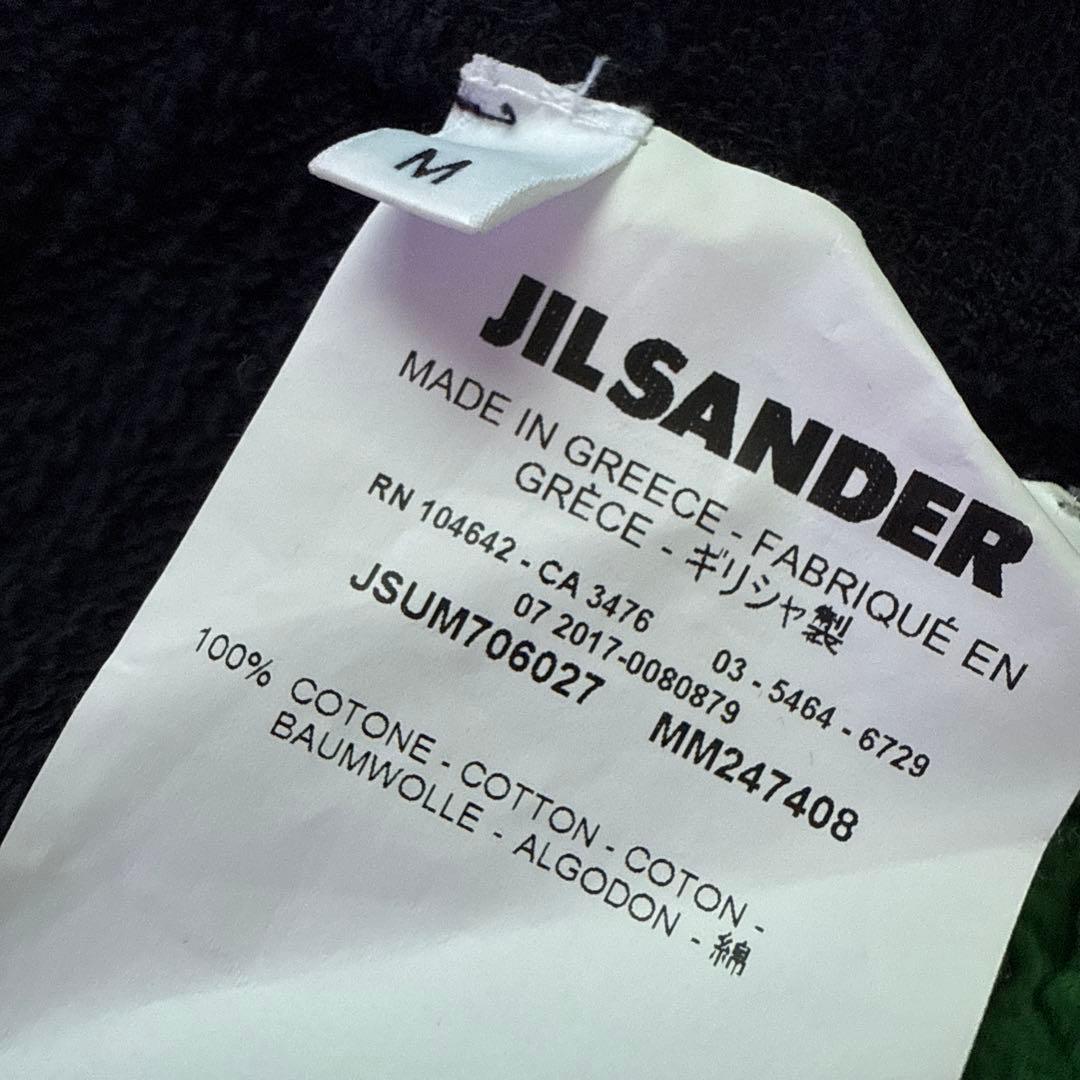 M
JILSANDER
MADE IN GREECE - FABRIQUÉ EN
GRÈCE - ギリシャ製
RN 104642 - CA 3476 03 - 5464 - 6729
07 2017-0080879
JSUM706027 MM247408
100% COTONE - COTTON - COTON -
BAUMWOLLE - ALGODON - 綿